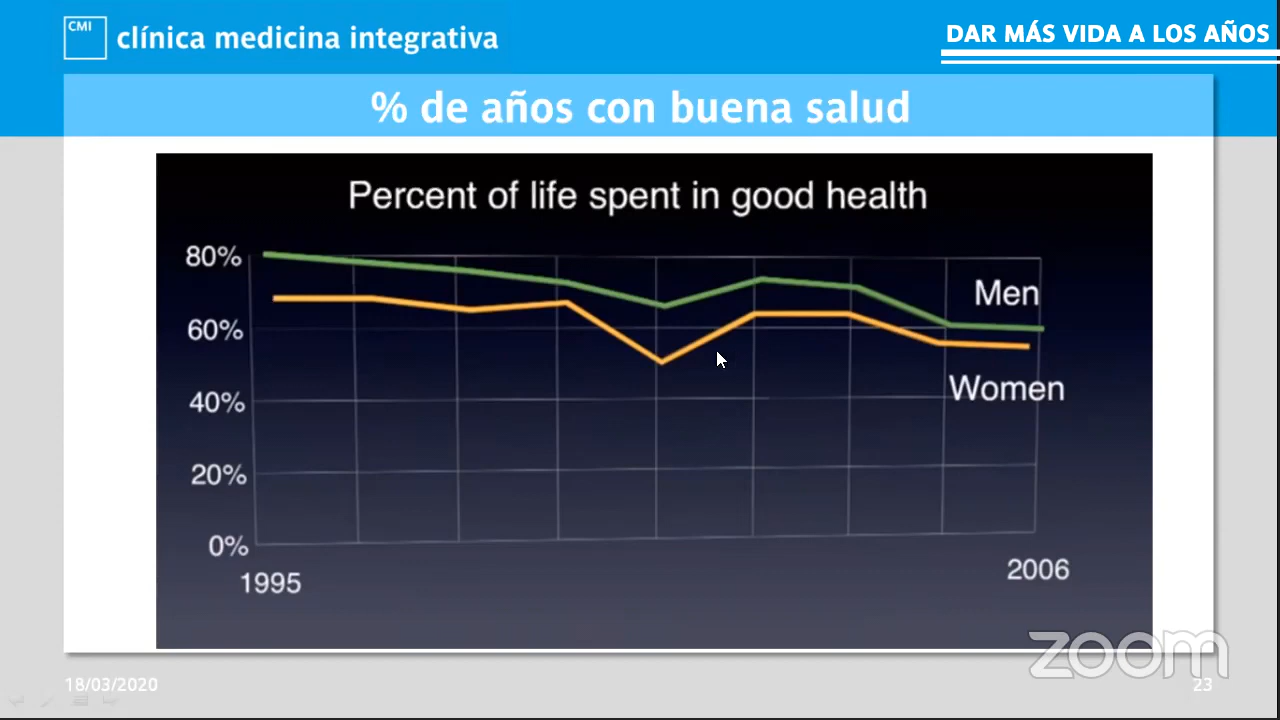 CMI
clínica medicina integrativa
DAR MÁS VIDA A LOS AÑOS
% de años con buena salud
Percent of life spent in good health
80%
60%
40%
20%
0%
Men
Women
1995
2006
zoom
18/03/2020
23